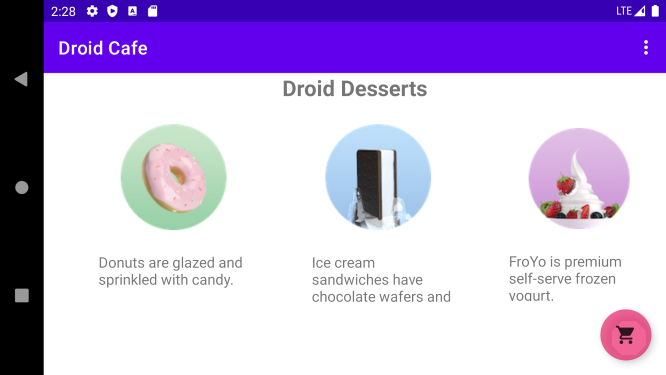 2:28
LTE
Droid Cafe
Droid Desserts
Donuts are glazed and
sprinkled with candy.
Ice cream
sandwiches have
chocolate wafers and
FroYo is premium
self-serve frozen
yogurt.